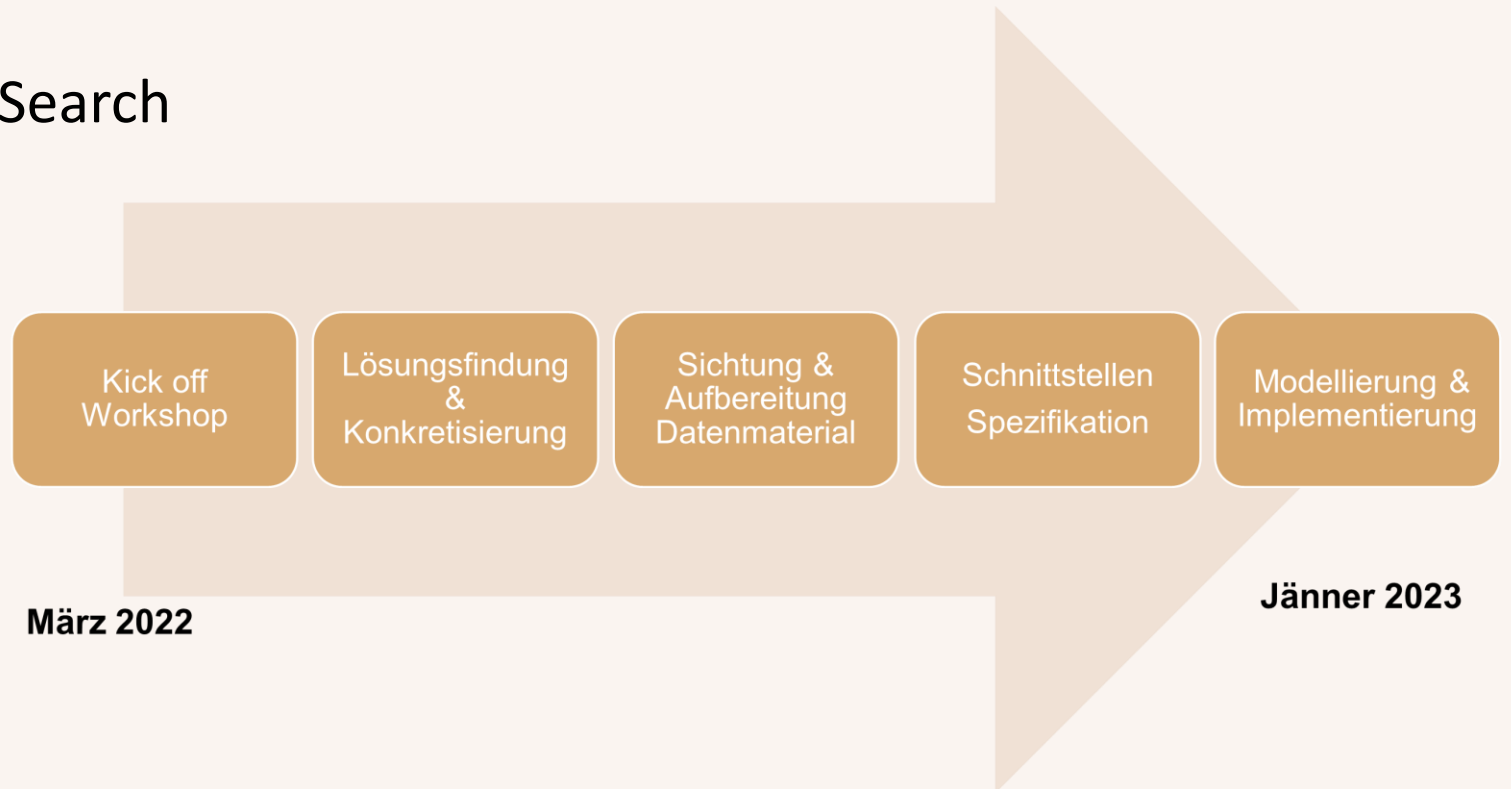 Search
Kick off
Workshop
Lösungsfindung
&
Konkretisierung
Sichtung &
Aufbereitung
Datenmaterial
Schnittstellen
Spezifikation
Modellierung &
Implementierung
März 2022
Jänner 2023